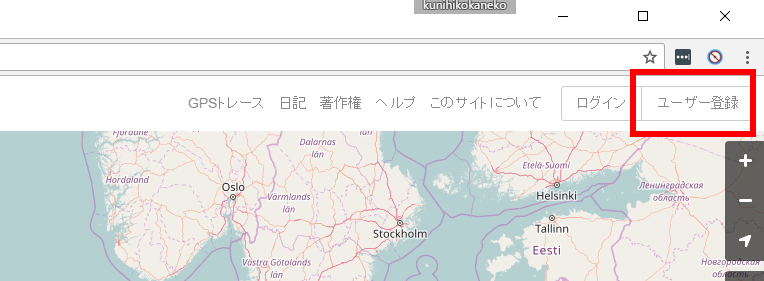 kunihikokaneko
GPSトレース 日記 著作権 ヘルプ このサイトについて ログイン ユーザー登録
Fjordane
Dalarnas
län
Hordaland
Etelä-Suomi
Oslo
Värmlands
län
Helsinki
Ленинградская
область
Stockholm
Tallinn
Eesti
Västra Götalands
län
Новгородская
область